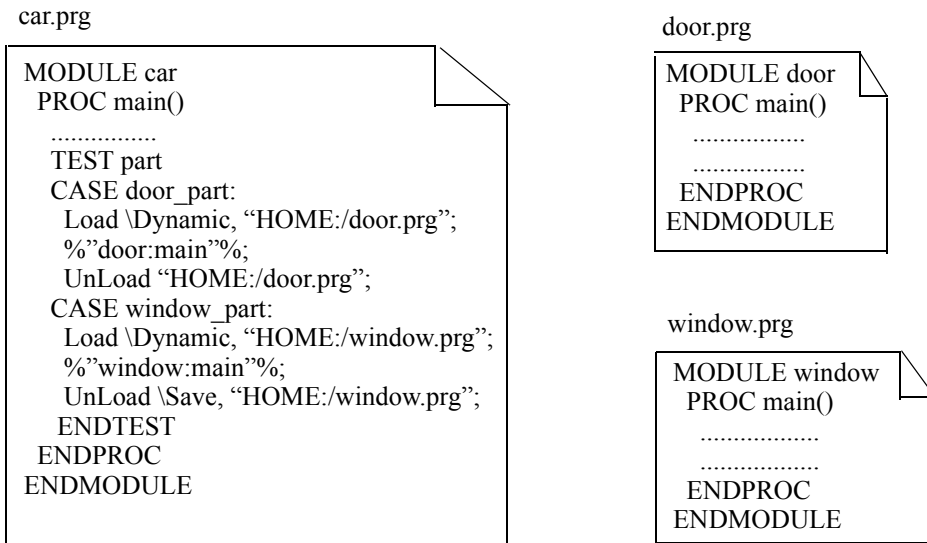 car.prg
MODULE car
PROC main()
................
TEST part
CASE door_part:
Load \Dynamic, “HOME:/door.prg”;
%”door:main”%;
UnLoad “HOME:/door.prg”;
CASE window_part:
Load \Dynamic, “HOME:/window.prg”;
%”window:main”%;
UnLoad \Save, “HOME:/window.prg”;
ENDTEST
ENDPROC
ENDMODULE
door.prg
MODULE door
PROC main()
.................
.................
ENDPROC
ENDMODULE
window.prg
MODULE window
PROC main()
..................
..................
ENDPROC
ENDMODULE